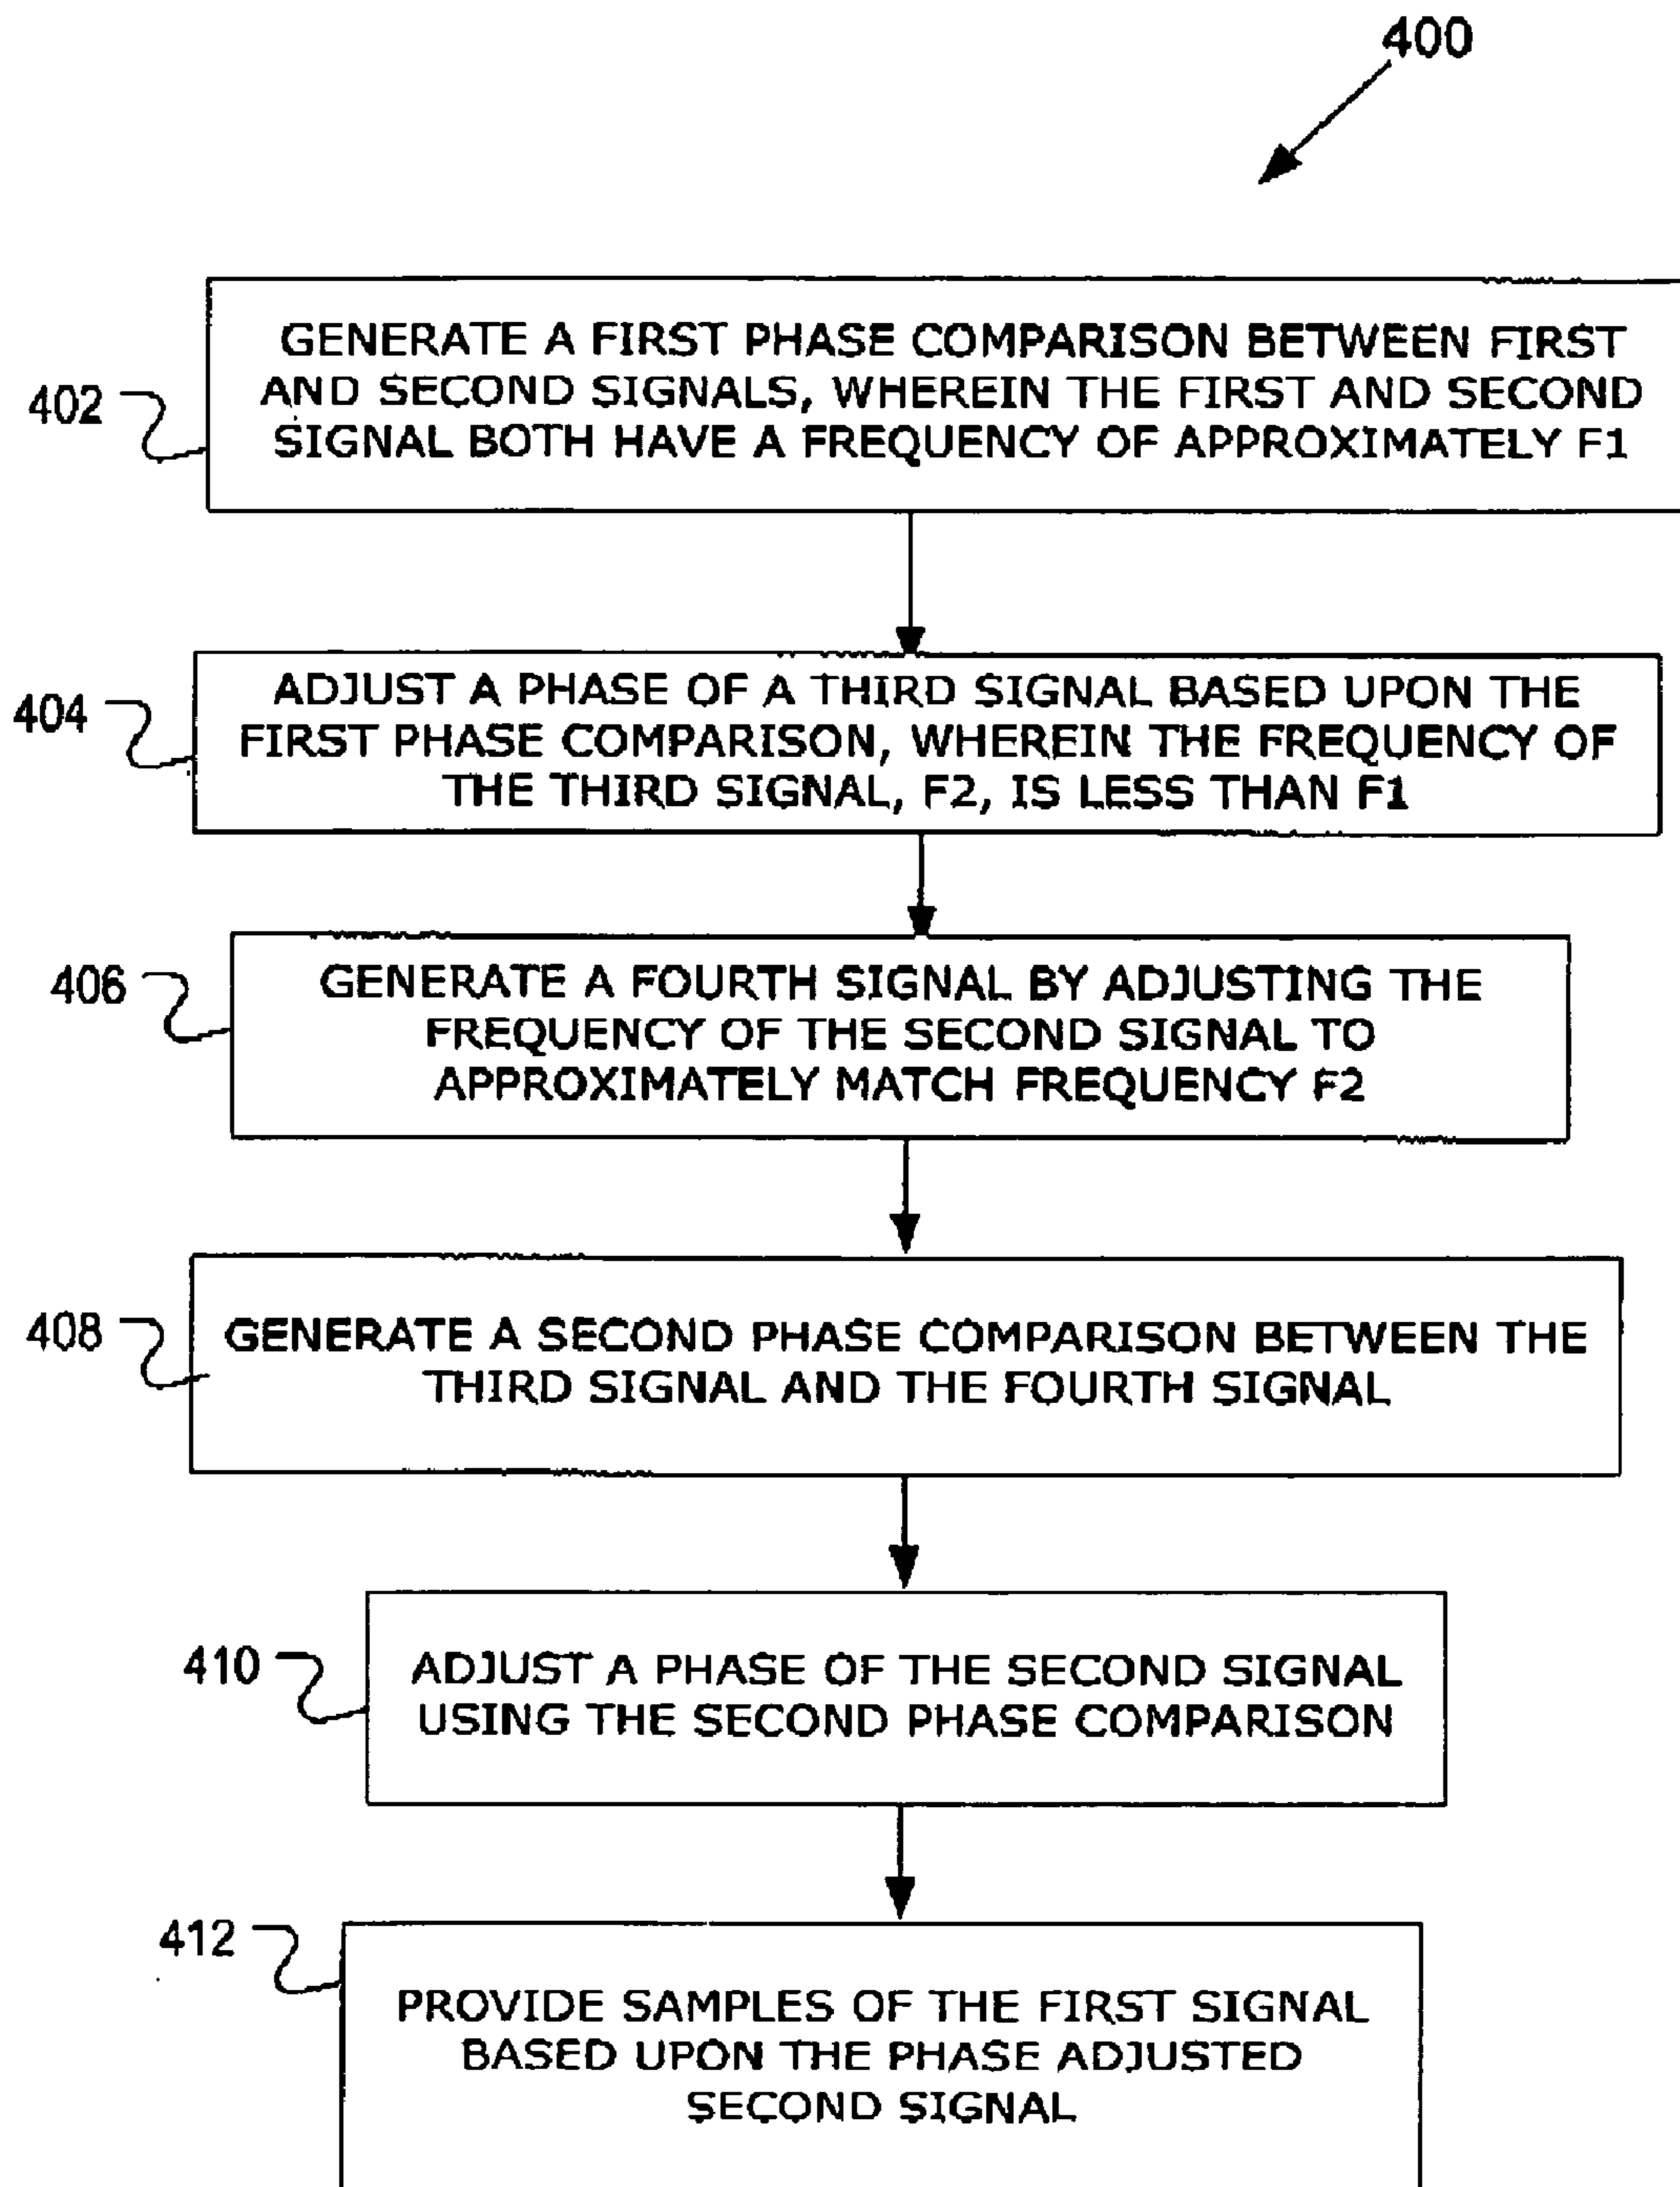 400
402
GENERATE A FIRST PHASE COMPARISON BETWEEN FIRST
AND SECOND SIGNALS, WHEREIN THE FIRST AND SECOND
SIGNAL BOTH HAVE A FREQUENCY OF APPROXIMATELY F1
404
ADJUST A PHASE OF A THIRD SIGNAL BASED UPON THE
FIRST PHASE COMPARISON, WHEREIN THE FREQUENCY OF
THE THIRD SIGNAL, F2, IS LESS THAN F1
406
GENERATE A FOURTH SIGNAL BY ADJUSTING THE
FREQUENCY OF THE SECOND SIGNAL TO
APPROXIMATELY MATCH FREQUENCY F2
408
GENERATE A SECOND PHASE COMPARISON BETWEEN THE
THIRD SIGNAL AND THE FOURTH SIGNAL
410
ADJUST A PHASE OF THE SECOND SIGNAL
USING THE SECOND PHASE COMPARISON
412
PROVIDE SAMPLES OF THE FIRST SIGNAL
BASED UPON THE PHASE ADJUSTED
SECOND SIGNAL